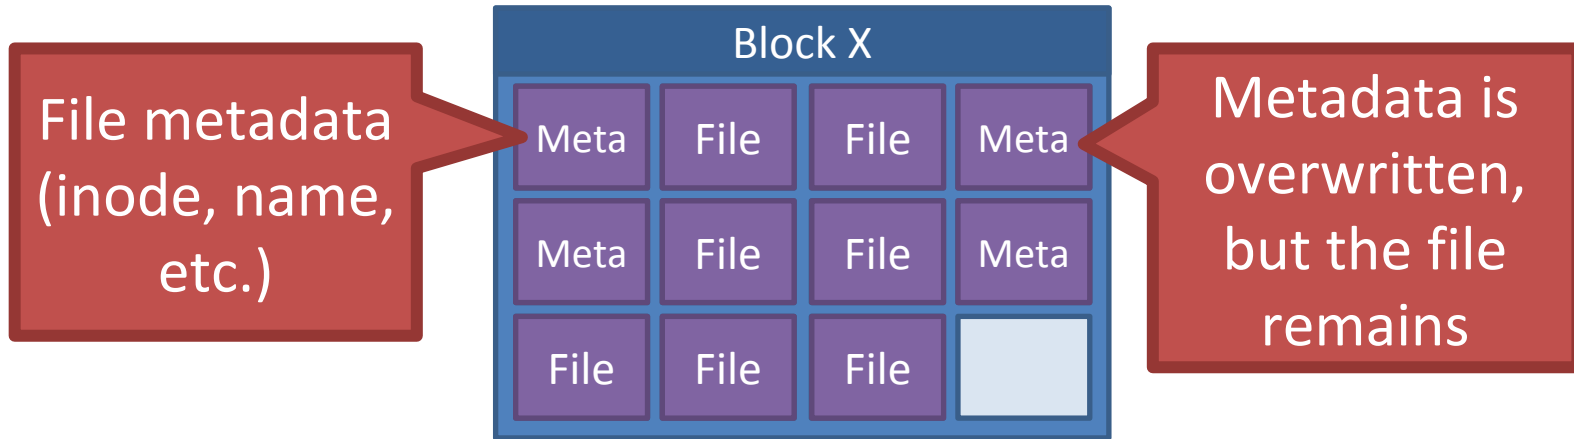 Block X
File metadata
(inode, name,
etc.)
Meta File File Meta
Meta File File Meta
File File File
Metadata is
overwritten,
but the file
remains